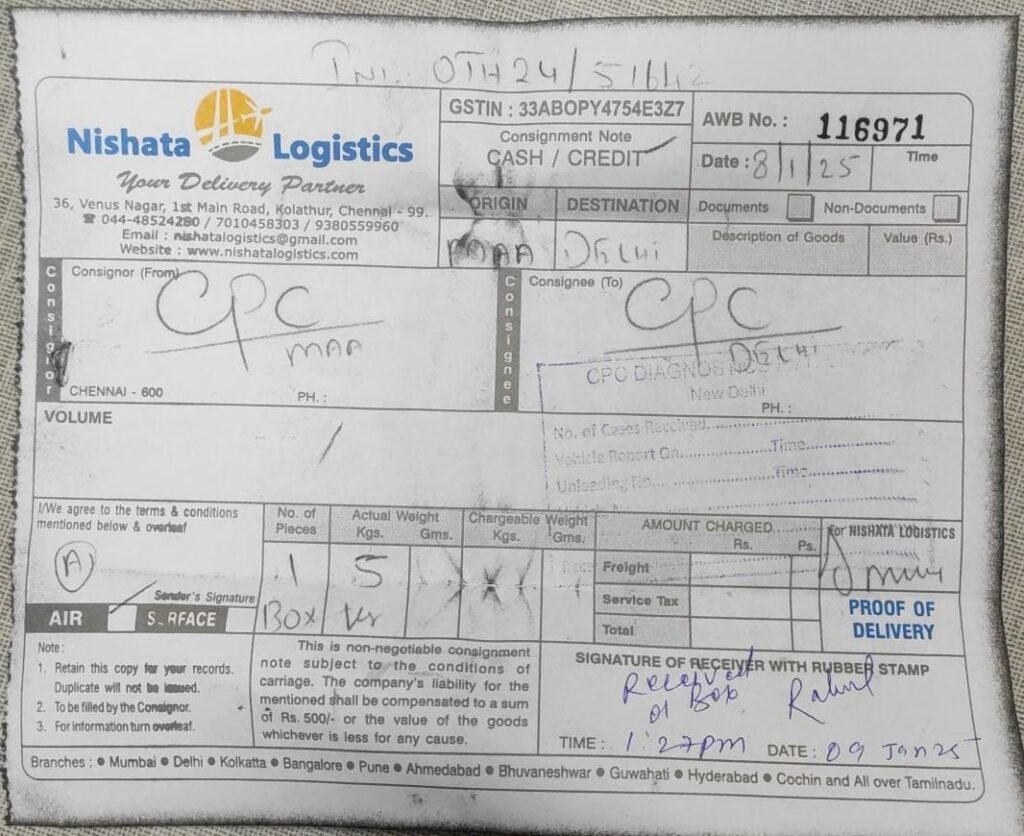 Nishata Logistics
Your Delivery Partner
36, Venus Nagar, 1st Main Road, Kolathur, Chennai - 99.
☎ 044-48524280 / 7010458303 / 9380559960
Email : nishatalogistics@gmail.com
Website : www.nishatalogistics.com
GSTIN : 33ABOPY4754E3Z7
Consignment Note
CASH / CREDIT
ORIGIN DESTINATION
MAA DELHI
AWB No. : 116971
Date : 8/1/25 Time
Documents Non-Documents
Description of Goods Value (Rs.)
Consignor
Consignor (From)
CPC
MAA
CHENNAI - 600 PH. :
Consignee
Consignee (To)
CPC
DELHI
CPC DIAGNOS
New Delhi
PH. :
No. of Cases Received
Vehicle Report On Time
Unloading No. Time
VOLUME
I/We agree to the terms & conditions
mentioned below & overleaf
A
Sender's Signature
AIR SURFACE
No. of Pieces
1
Box
Actual Weight
Kgs. Gms.
5
Chargeable Weight
Kgs. Gms.
AMOUNT CHARGED
Rs. Ps.
Freight
Service Tax
Total
For NISHATA LOGISTICS
PROOF OF
DELIVERY
Note :
1. Retain this copy for your records.
Duplicate will not be issued.
2. To be filled by the Consignor.
3. For information turn overleaf.
This is non-negotiable consignment
note subject to the conditions of
carriage. The company's liability for the
mentioned shall be compensated to a sum
of Rs. 500/- or the value of the goods
whichever is less for any cause.
SIGNATURE OF RECEIVER WITH RUBBER STAMP
Received
01 Box Rahul
TIME : 1:27pm DATE : 09 Jan 25
Branches : ● Mumbai ● Delhi ● Kolkatta ● Bangalore ● Pune ● Ahmedabad ● Bhuvaneshwar ● Guwahati ● Hyderabad ● Cochin and All over Tamilnadu.